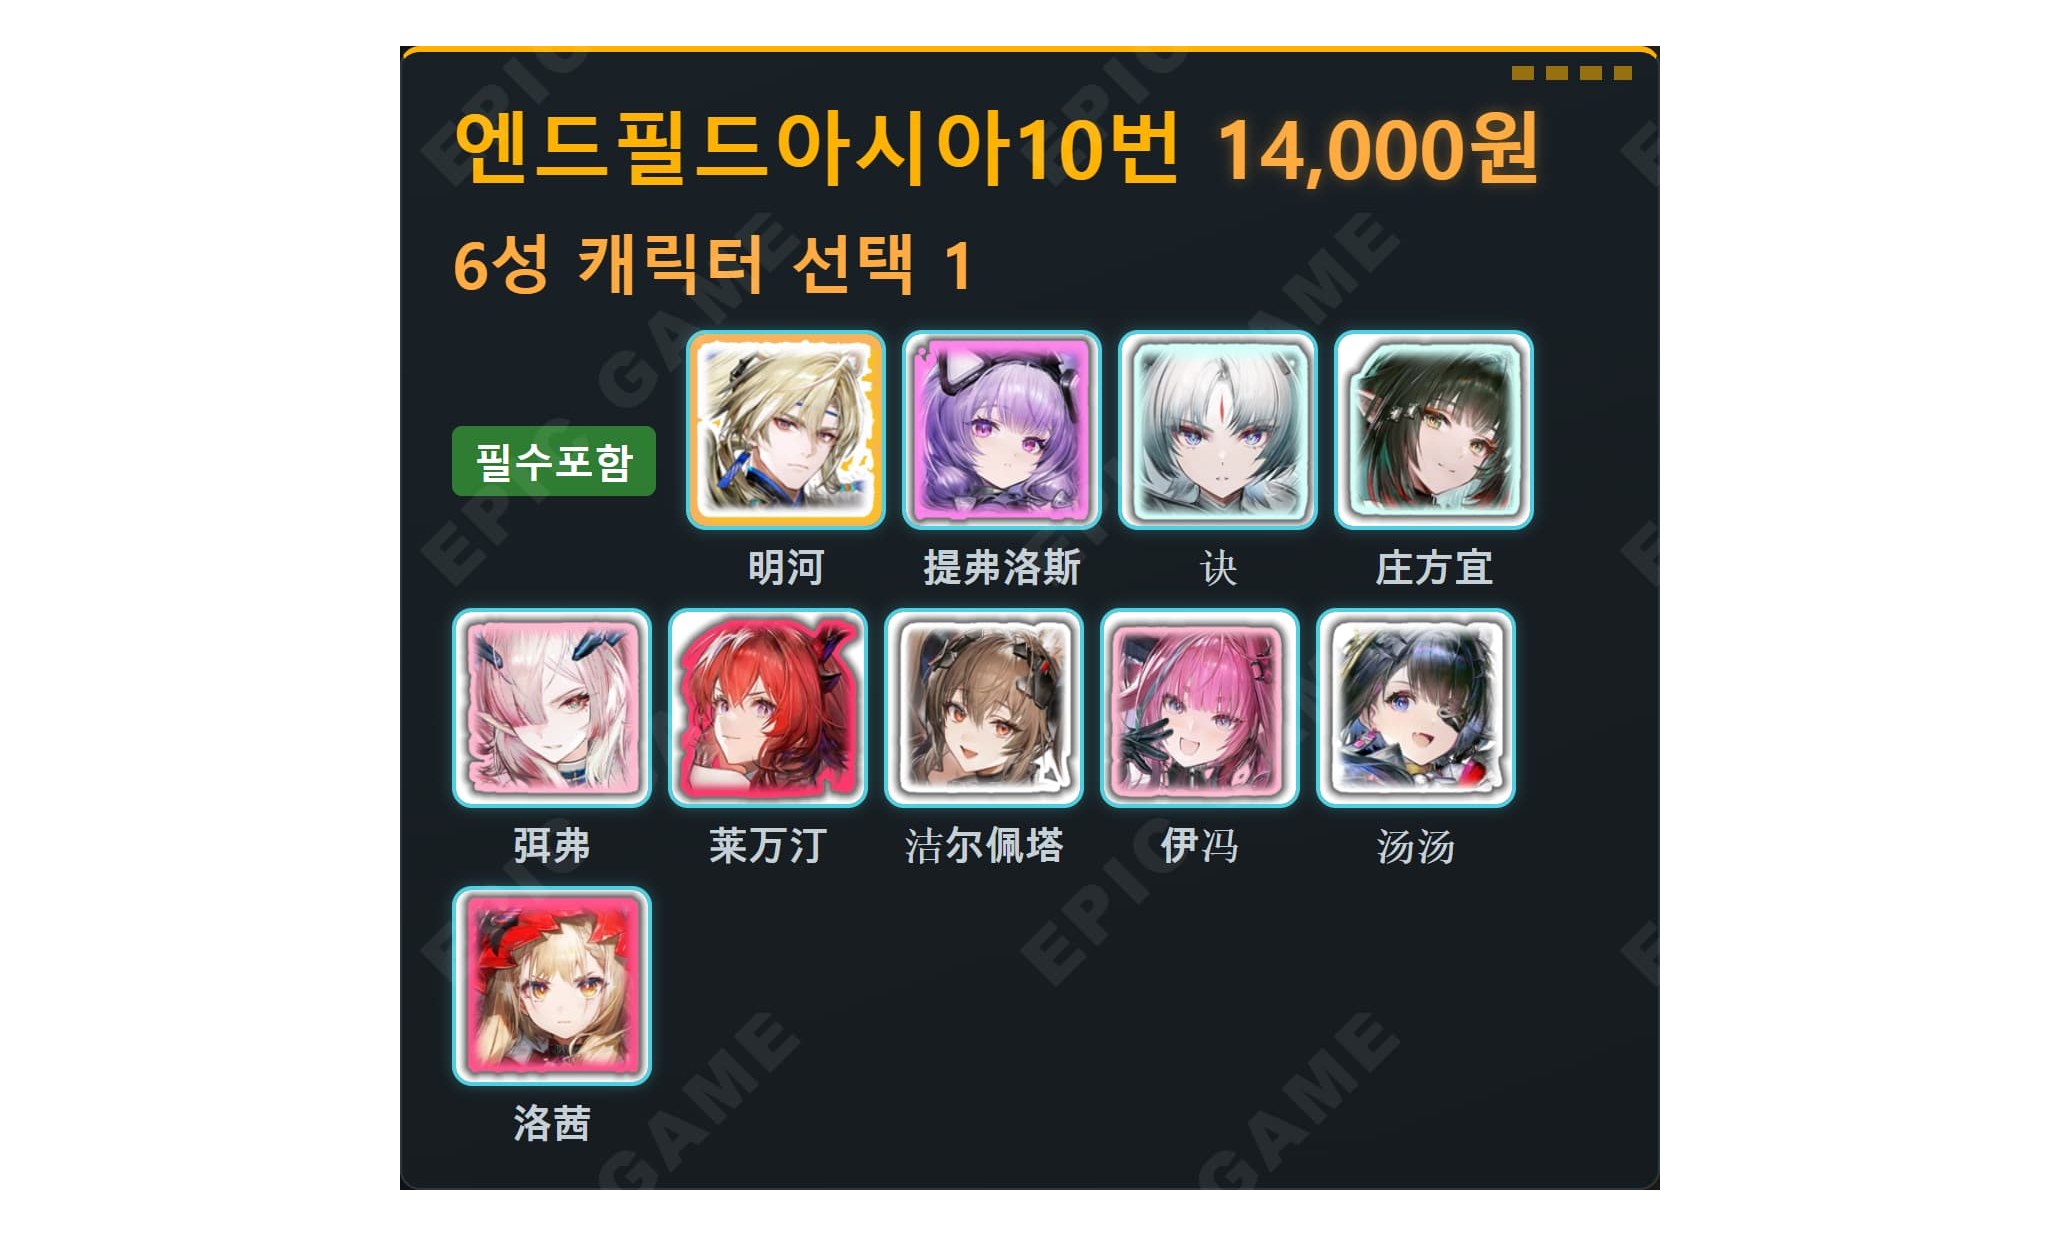 엔드필드아시아10번 14,000원
6성 캐릭터 선택 1
필수포함
明河 提弗洛斯 诀 庄方宜
弭弗 莱万汀 洁尔佩塔 伊冯 汤汤
洛茜
EPIC GAME